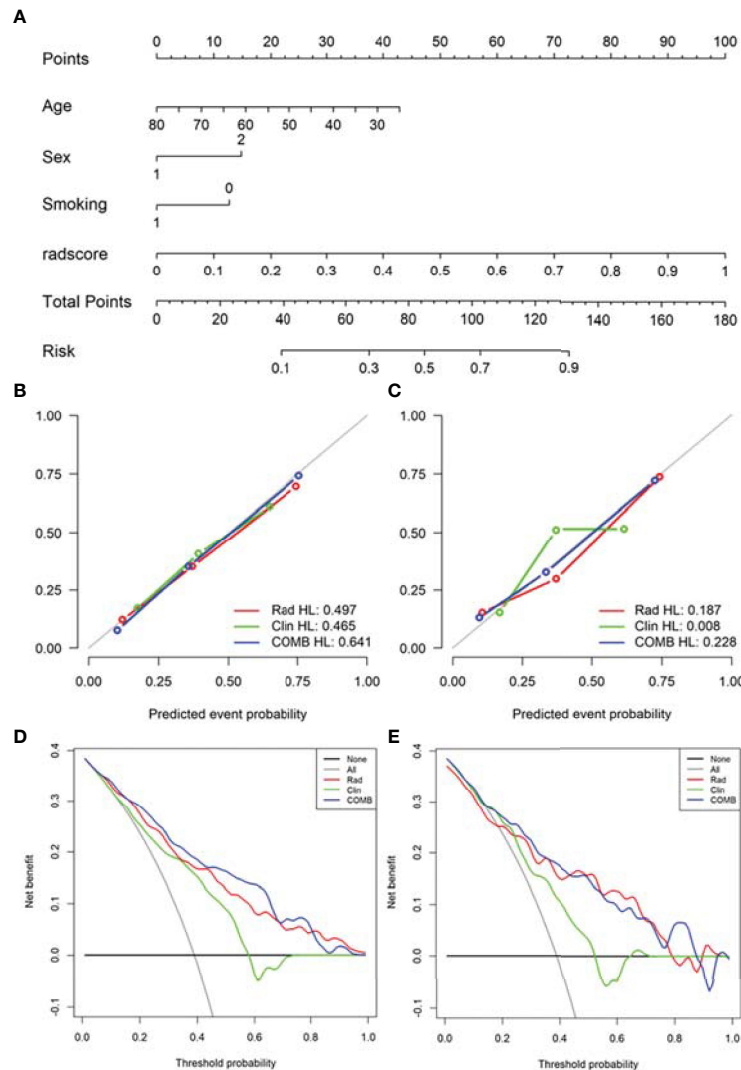 A
Points
0 10 20 30 40 50 60 70 80 90 100
Age
80 70 60 50 40 30
Sex
2
1
Smoking
0
1
radscore
0 0.1 0.2 0.3 0.4 0.5 0.6 0.7 0.8 0.9 1
Total Points
0 20 40 60 80 100 120 140 160 180
Risk
0.1 0.3 0.5 0.7 0.9
B
1.00
0.75
0.50
0.25
0.00
Rad HL: 0.497
Clin HL: 0.465
COMB HL: 0.641
0.00 0.25 0.50 0.75 1.00
Predicted event probability
C
1.00
0.75
0.50
0.25
0.00
Rad HL: 0.187
Clin HL: 0.008
COMB HL: 0.228
0.00 0.25 0.50 0.75 1.00
Predicted event probability
D
Net benefit
0.4
0.3
0.2
0.1
0.0
-0.1
None
All
Rad
Clin
COMB
0.0 0.2 0.4 0.6 0.8 1.0
Threshold probability
E
Net benefit
0.4
0.3
0.2
0.1
0.0
-0.1
None
All
Rad
Clin
COMB
0.0 0.2 0.4 0.6 0.8 1.0
Threshold probability